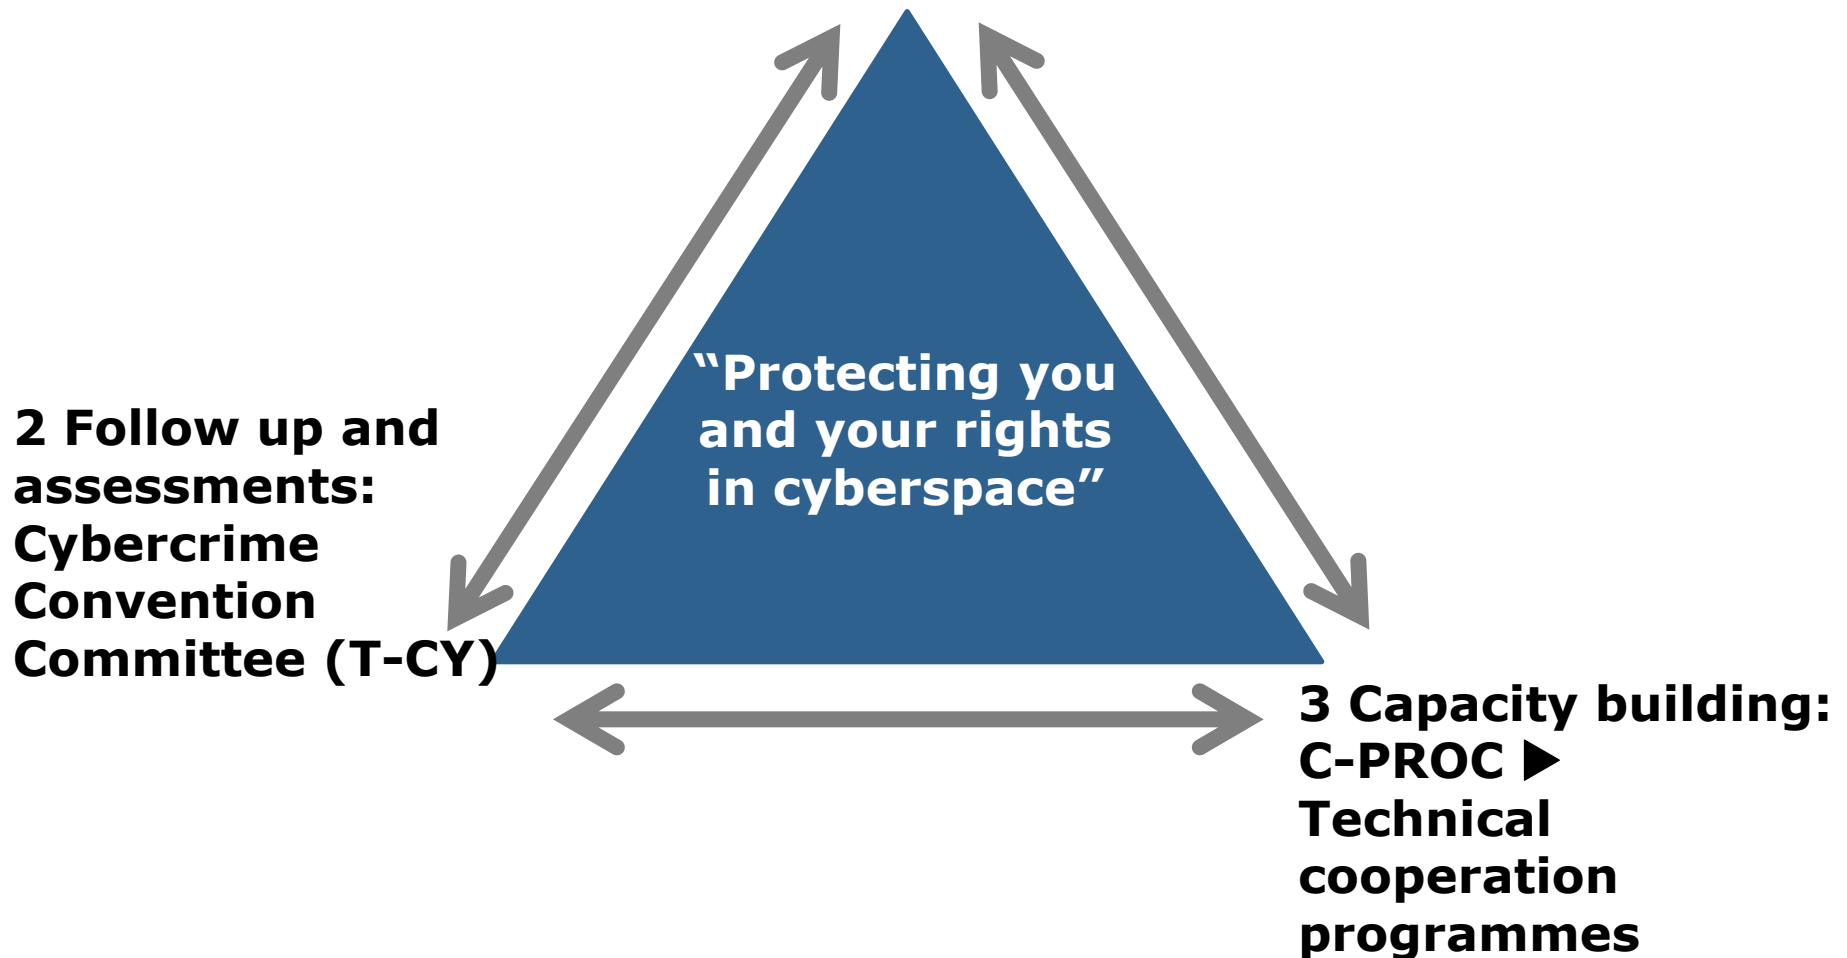 “Protecting you
and your rights
in cyberspace”
2 Follow up and
assessments:
Cybercrime
Convention
Committee (T-CY)
3 Capacity building:
C-PROC ▶
Technical
cooperation
programmes